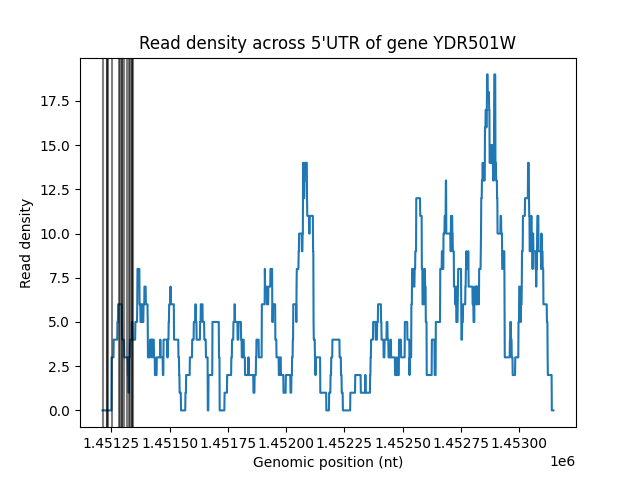 Read density across 5'UTR of gene YDR501W
Read density
17.5
15.0
12.5
10.0
7.5
5.0
2.5
0.0
1.45125 1.45150 1.45175 1.45200 1.45225 1.45250 1.45275 1.45300
Genomic position (nt)
1e6